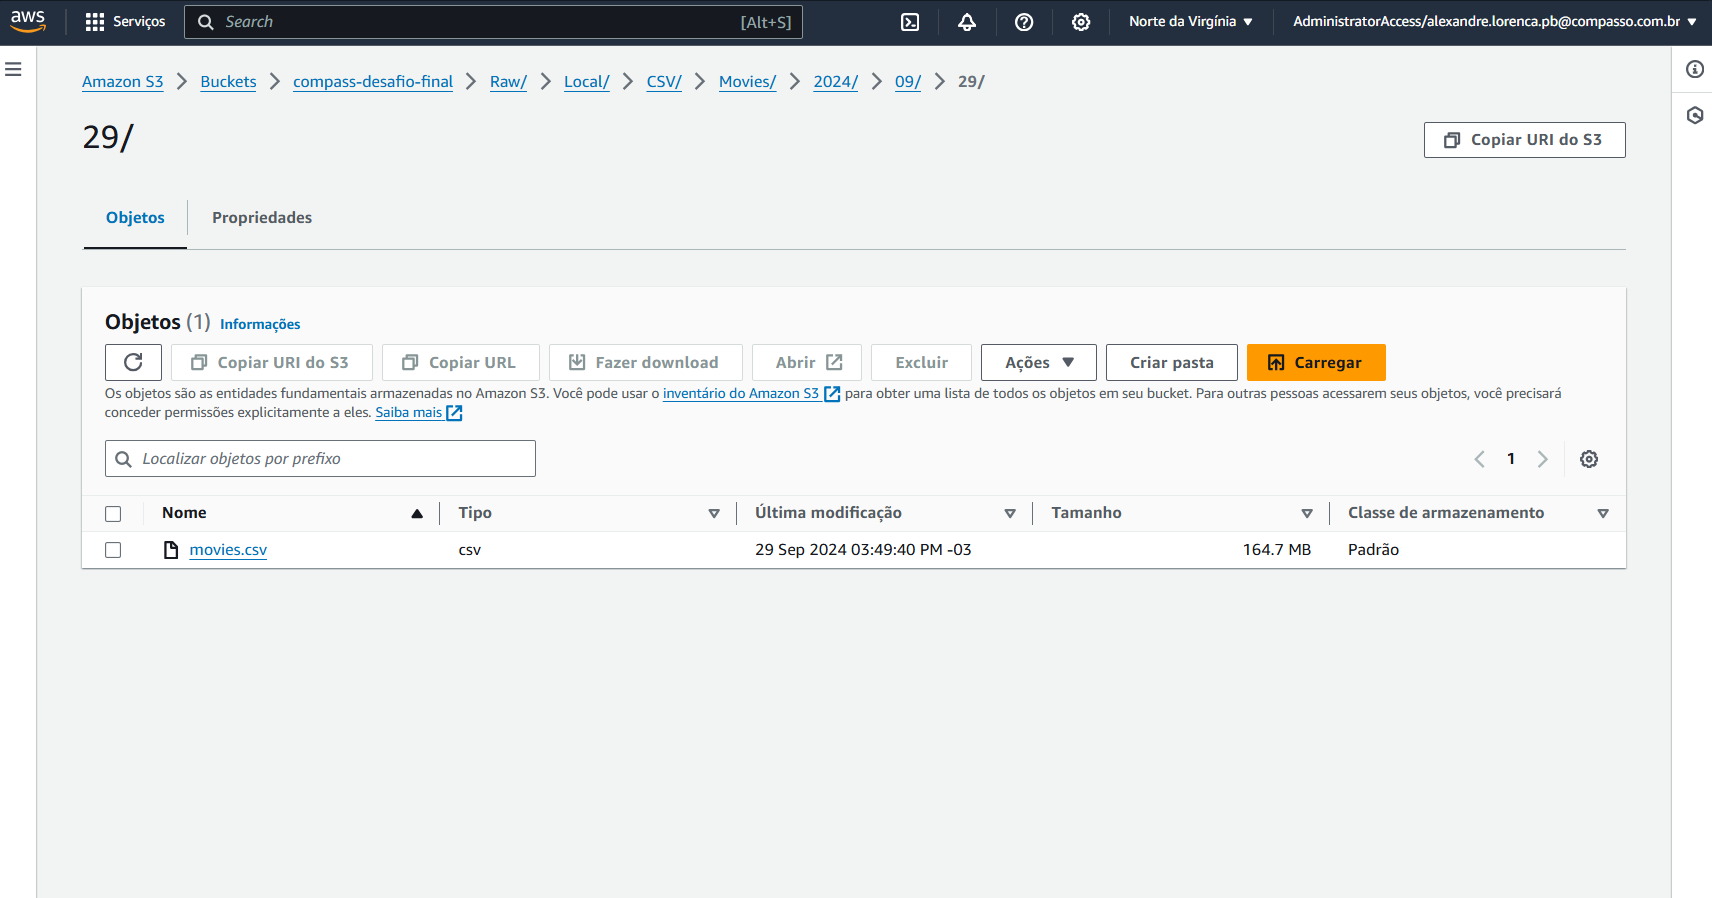 aws Serviços Search [Alt+S] Norte da Virgínia AdministratorAccess/alexandre.lorenca.pb@compasso.com.br
Amazon S3 Buckets compass-desafio-final Raw/ Local/ CSV/ Movies/ 2024/ 09/ 29/
29/
Copiar URI do S3
Objetos Propriedades
Objetos (1) Informações
Copiar URI do S3 Copiar URL Fazer download Abrir Excluir Ações Criar pasta Carregar
Os objetos são as entidades fundamentais armazenadas no Amazon S3. Você pode usar o inventário do Amazon S3 para obter uma lista de todos os objetos em seu bucket. Para outras pessoas acessarem seus objetos, você precisará
conceder permissões explicitamente a eles. Saiba mais
Localizar objetos por prefixo 1
Nome Tipo Última modificação Tamanho Classe de armazenamento
movies.csv csv 29 Sep 2024 03:49:40 PM -03 164.7 MB Padrão